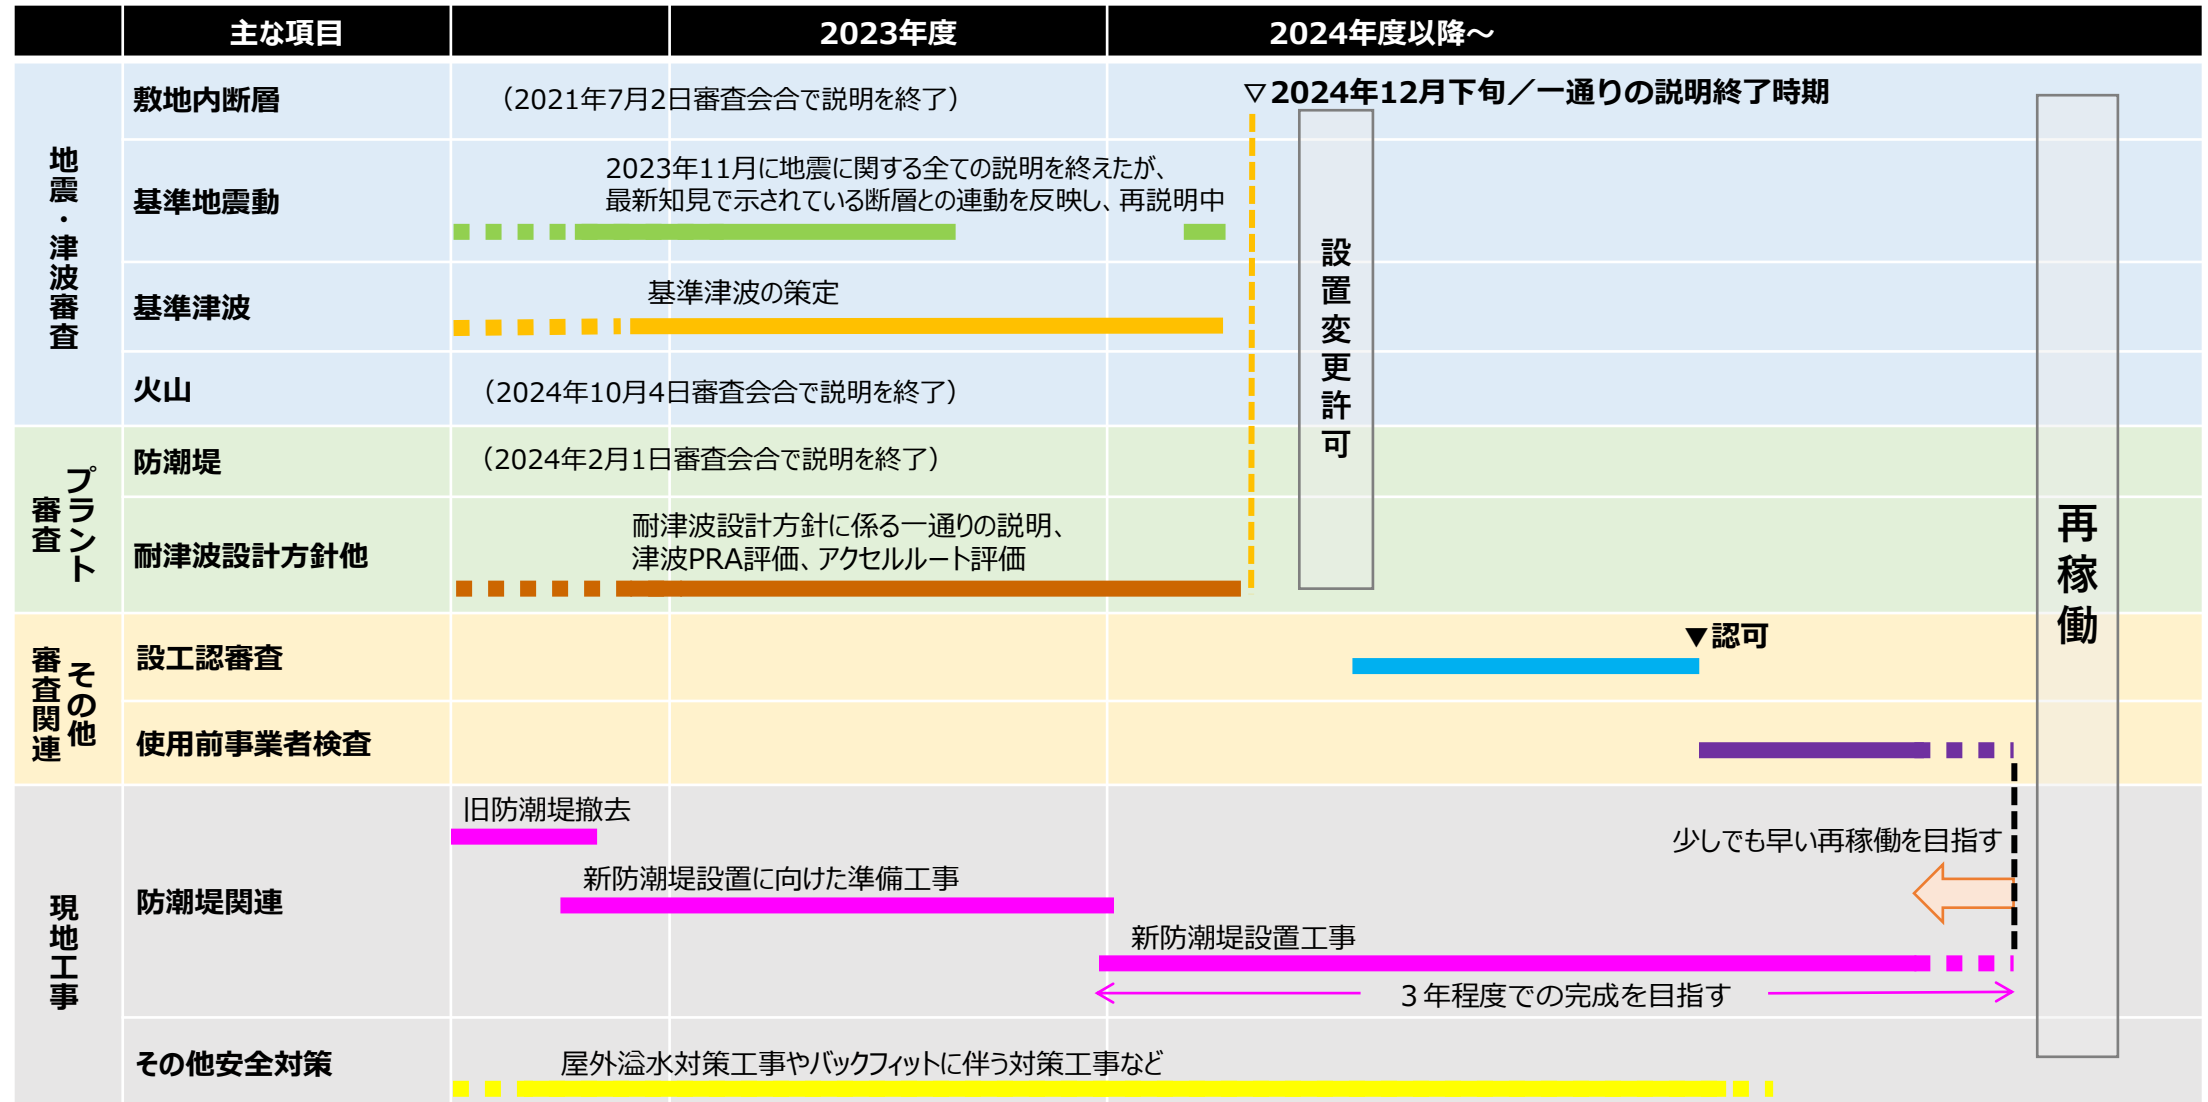 主な項目
2023年度
2024年度以降～
地震・津波審査
敷地内断層
（2021年7月2日審査会合で説明を終了）
▽2024年12月下旬／一通りの説明終了時期
基準地震動
2023年11月に地震に関する全ての説明を終えたが、
最新知見で示されている断層との連動を反映し、再説明中
基準津波
基準津波の策定
火山
（2024年10月4日審査会合で説明を終了）
設置変更許可
再稼働
プラント
審査
防潮堤
（2024年2月1日審査会合で説明を終了）
耐津波設計方針他
耐津波設計方針に係る一通りの説明、
津波PRA評価、アクセルルート評価
その他
審査関連
設工認審査
▼認可
使用前事業者検査
現地工事
防潮堤関連
旧防潮堤撤去
新防潮堤設置に向けた準備工事
少しでも早い再稼働を目指す
新防潮堤設置工事
３年程度での完成を目指す
その他安全対策
屋外溢水対策工事やバックフィットに伴う対策工事など